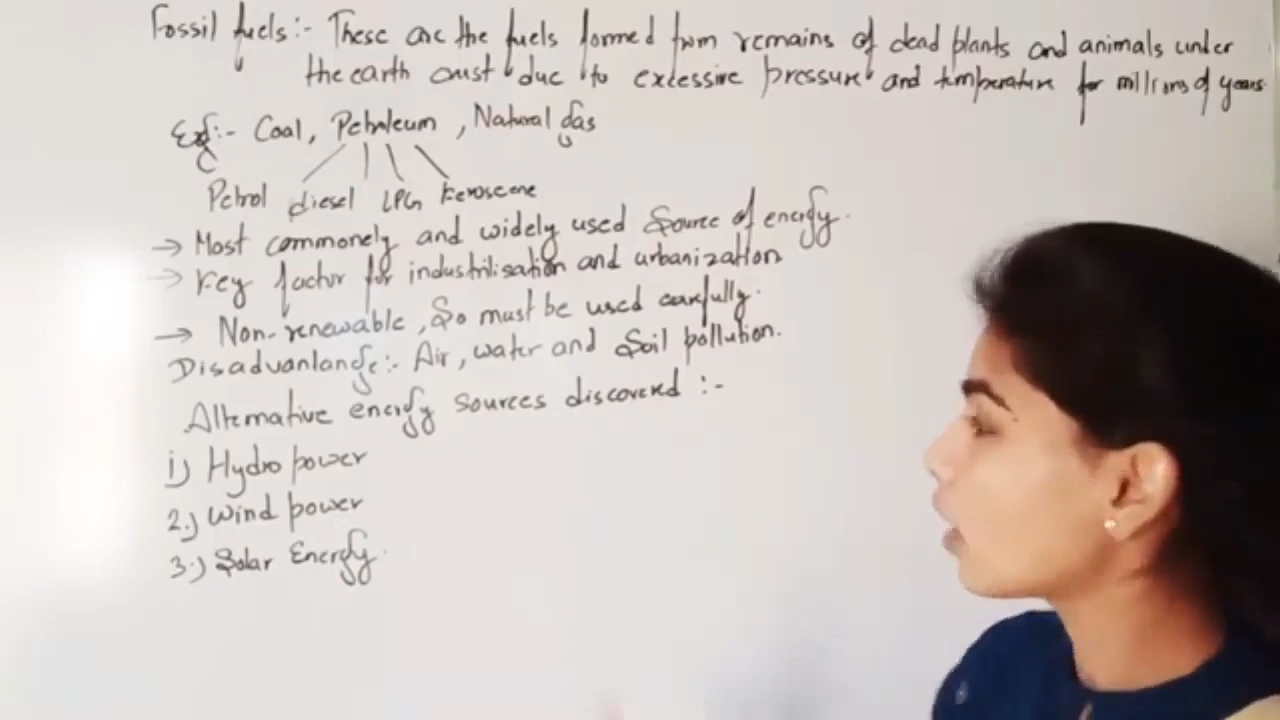 Fossil fuels:- These are the fuels formed from remains of dead plants and animals under
the earth crust due to excessive pressure and temperature for millions of years
Eg:- Coal, Petroleum, Natural Gas
Petrol diesel LPG Keroscene
→ Most commonely and widely used Source of energy.
→ Key factor for industrilisation and urbanization
→ Non-renewable, So must be used carefully.
Disadvantage:- Air, water and Soil pollution.
Alternative energy sources discovered :-
1) Hydro power
2.) Wind power
3.) Solar Energy.